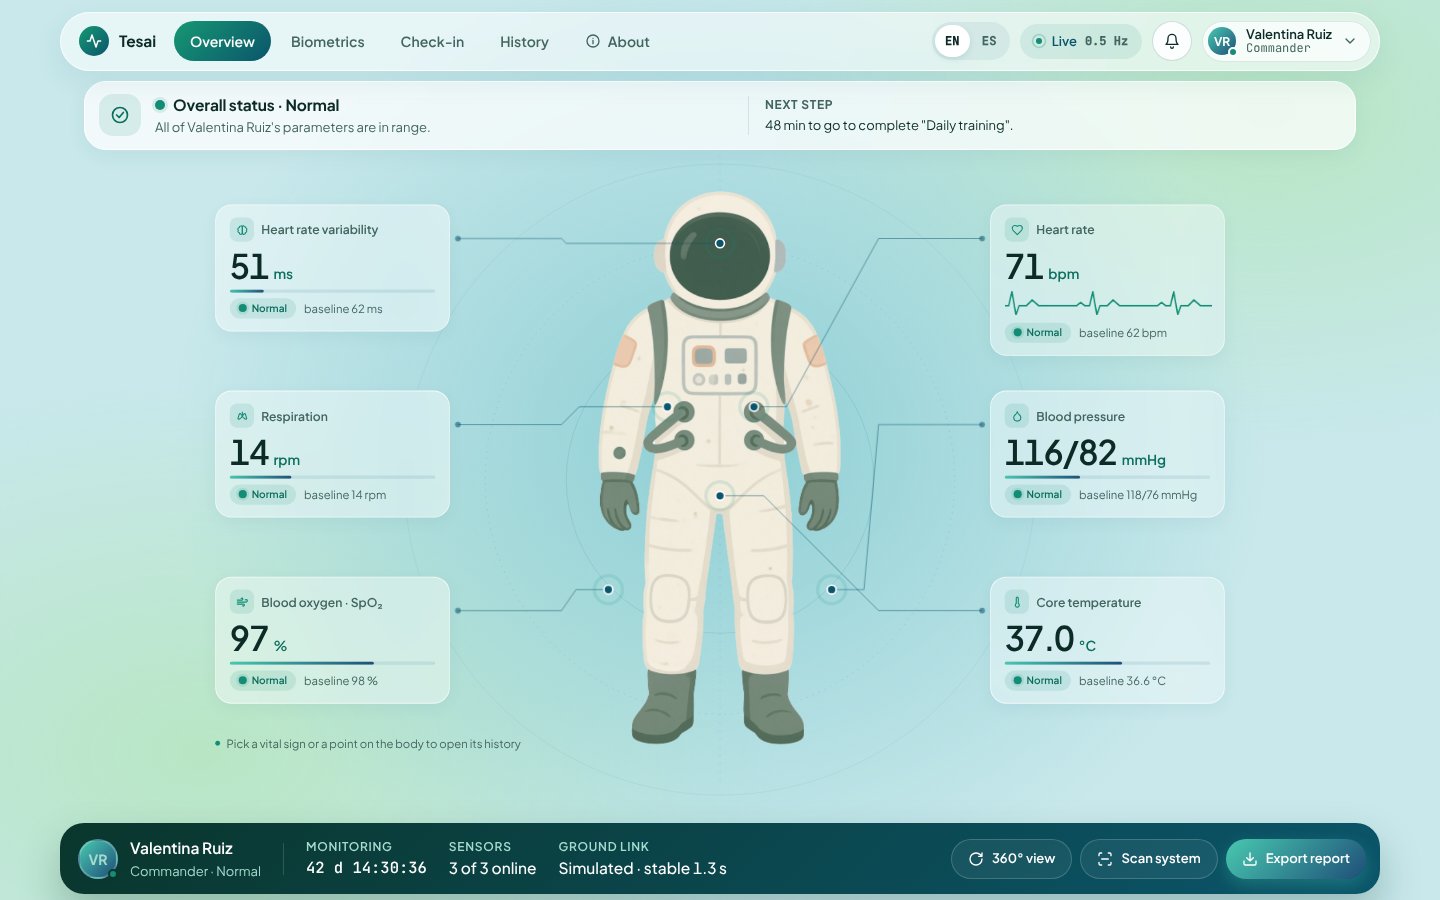 Tesai
Overview
Biometrics
Check-in
History
About
EN
ES
Live 0.5 Hz
VR
Valentina Ruiz
Commander
Overall status · Normal
All of Valentina Ruiz's parameters are in range.
NEXT STEP
48 min to go to complete "Daily training".
Heart rate variability
51 ms
Normal baseline 62 ms
Respiration
14 rpm
Normal baseline 14 rpm
Blood oxygen · SpO₂
97 %
Normal baseline 98 %
Heart rate
71 bpm
Normal baseline 62 bpm
Blood pressure
116/82 mmHg
Normal baseline 118/76 mmHg
Core temperature
37.0 °C
Normal baseline 36.6 °C
Pick a vital sign or a point on the body to open its history
VR
Valentina Ruiz
Commander · Normal
MONITORING
42 d 14:30:36
SENSORS
3 of 3 online
GROUND LINK
Simulated · stable 1.3 s
360° view
Scan system
Export report